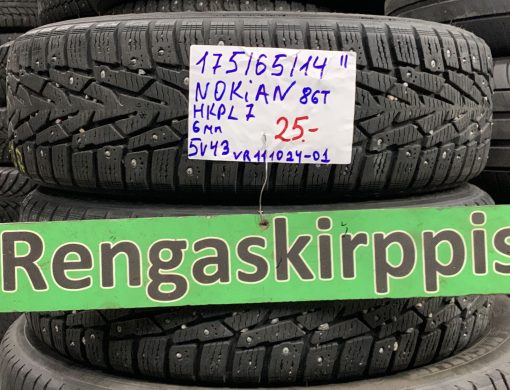 175/65/14"
NOKiAN 86T
HKPL 7
6mm 25.-
5V43 VR111024-01
Rengaskirppis